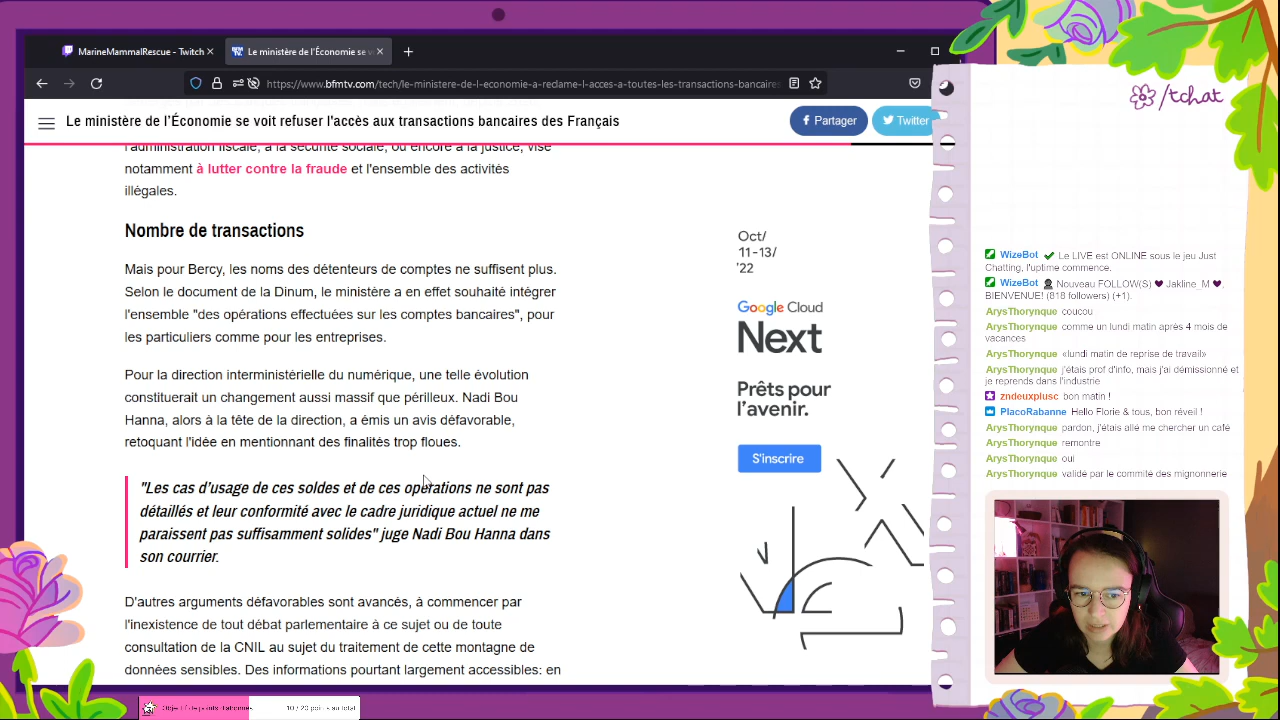 MarineMammalRescue - Twitch
Le ministère de l'Économie se v
https://www.bfmtv.com/tech/le-ministere-de-l-economie-a-reclame-l-acces-a-toutes-les-transactions-bancaires
Le ministère de l'Économie se voit refuser l'accès aux transactions bancaires des Français
Partager
Twitter
l'administration fiscale, à la sécurité sociale, ou encore à la justice, vise
notamment à lutter contre la fraude et l'ensemble des activités
illégales.
Nombre de transactions
Mais pour Bercy, les noms des détenteurs de comptes ne suffisent plus.
Selon le document de la Dinum, le ministère a en effet souhaité intégrer
l'ensemble "des opérations effectuées sur les comptes bancaires", pour
les particuliers comme pour les entreprises.
Pour la direction interministérielle du numérique, une telle évolution
constituerait un changement aussi massif que périlleux. Nadi Bou
Hanna, alors à la tête de la direction, a émis un avis défavorable,
retoquant l'idée en mentionnant des finalités trop floues.
"Les cas d'usage de ces soldes et de ces opérations ne sont pas
détaillés et leur conformité avec le cadre juridique actuel ne me
paraissent pas suffisamment solides" juge Nadi Bou Hanna dans
son courrier.
D'autres arguments défavorables sont avancés, à commencer par
l'inexistence de tout débat parlementaire à ce sujet ou de toute
consultation de la CNIL au sujet du traitement de cette montagne de
données sensibles. Des informations pourtant largement accessibles: en
Oct/
11-13/
'22
Google Cloud
Next
Prêts pour
l'avenir.
S'inscrire
/tchat
WizeBot Le LIVE est ONLINE sous le jeu Just
Chatting, l'uptime commence.
WizeBot Nouveau FOLLOW(S) Jakline_M
BIENVENUE! (818 followers) (+1).
ArysThorynque coucou
ArysThorynque comme un lundi matin après 4 mois de
vacances
ArysThorynque «lundi matin de reprise de travail»
ArysThorynque j'étais prof d'info, mais j'ai démissionné et
je reprends dans l'industrie
zndeuxplusc bon matin !
PlacoRabanne Hello Florie & tous, bon réveil !
ArysThorynque pardon, j'étais allé me chercher un café
ArysThorynque remontre
ArysThorynque oui
ArysThorynque validé par le commité des mignonnerie